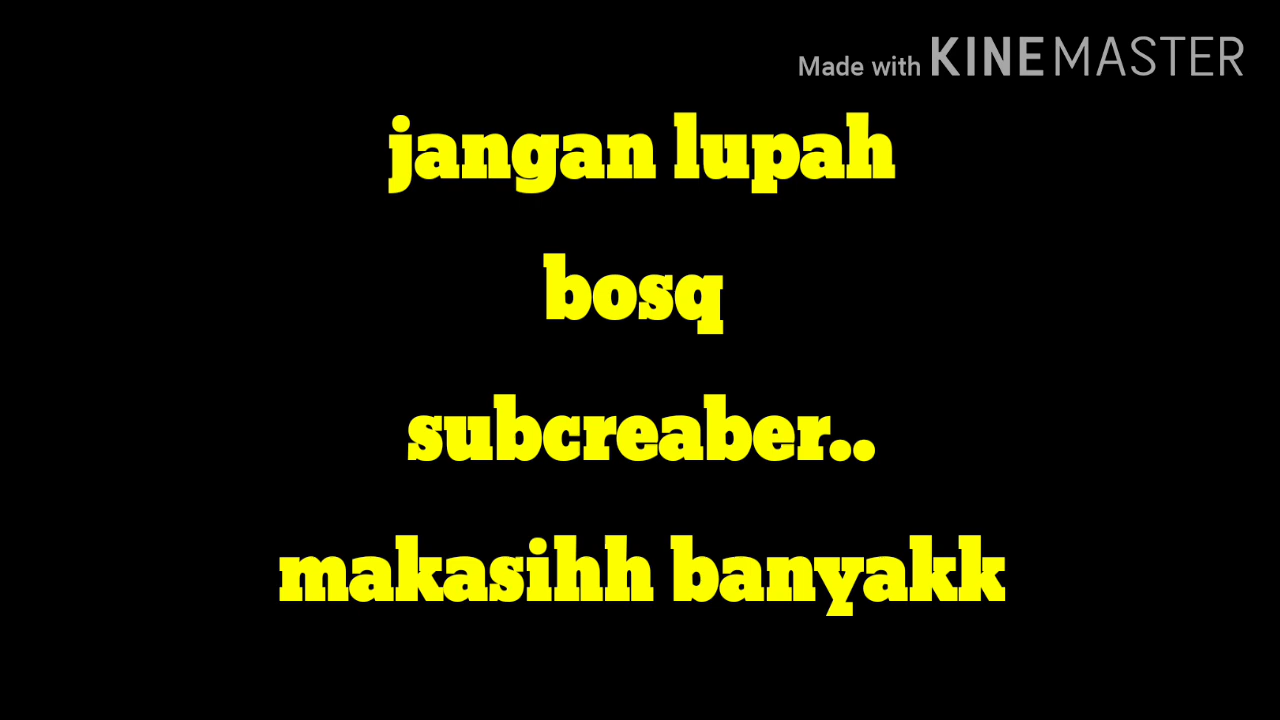 Made with KINEMASTER
jangan lupah
bosq
subcreaber..
makasihh banyakk